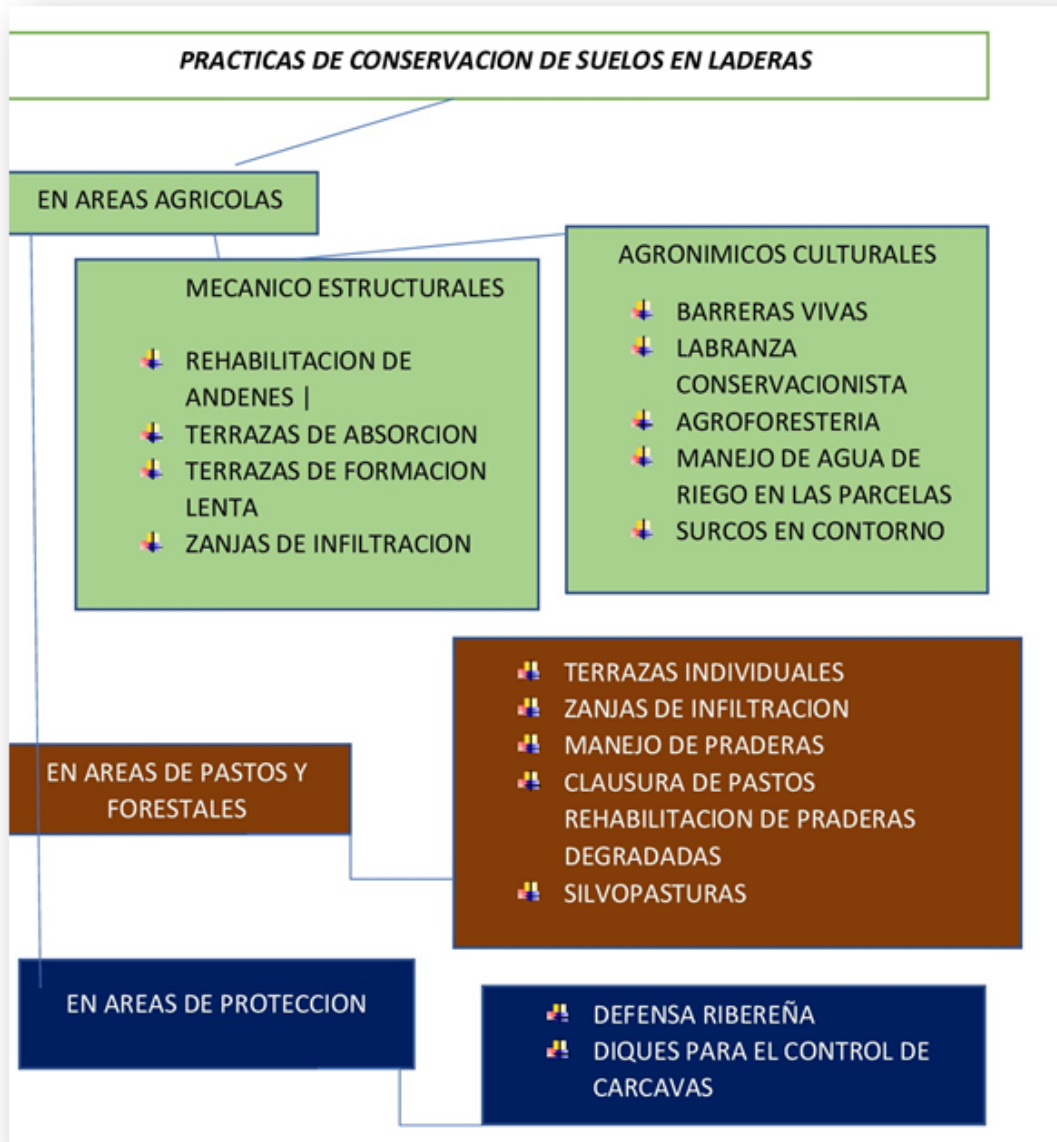 PRACTICAS DE CONSERVACION DE SUELOS EN LADERAS
EN AREAS AGRICOLAS
MECANICO ESTRUCTURALES
REHABILITACION DE
ANDENES |
TERRAZAS DE ABSORCION
TERRAZAS DE FORMACION
LENTA
ZANJAS DE INFILTRACION
AGRONIMICOS CULTURALES
BARRERAS VIVAS
LABRANZA
CONSERVACIONISTA
AGROFORESTERIA
MANEJO DE AGUA DE
RIEGO EN LAS PARCELAS
SURCOS EN CONTORNO
EN AREAS DE PASTOS Y
FORESTALES
TERRAZAS INDIVIDUALES
ZANJAS DE INFILTRACION
MANEJO DE PRADERAS
CLAUSURA DE PASTOS
REHABILITACION DE PRADERAS
DEGRADADAS
SILVOPASTURAS
EN AREAS DE PROTECCION
DEFENSA RIBEREÑA
DIQUES PARA EL CONTROL DE
CARCAVAS